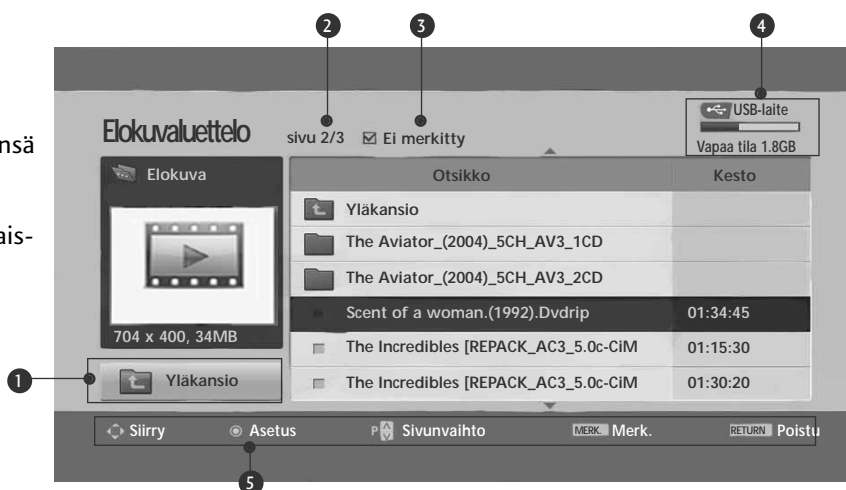 2 3 4
USB-laite
nsä
Elokuvaluettelo sivu 2/3 Ei merkitty
Vapaa tila 1.8GB
Elokuva Otsikko Kesto
Yläkansio
ais-
The Aviator_(2004)_5CH_AV3_1CD
The Aviator_(2004)_5CH_AV3_2CD
Scent of a woman.(1992).Dvdrip 01:34:45
704 x 400, 34MB
The Incredibles [REPACK_AC3_5.0c-CiM 01:15:30
1 Yläkansio
The Incredibles [REPACK_AC3_5.0c-CiM 01:30:20
Siirry Asetus P Sivunvaihto MERK. Merk. RETURN Poistu
5